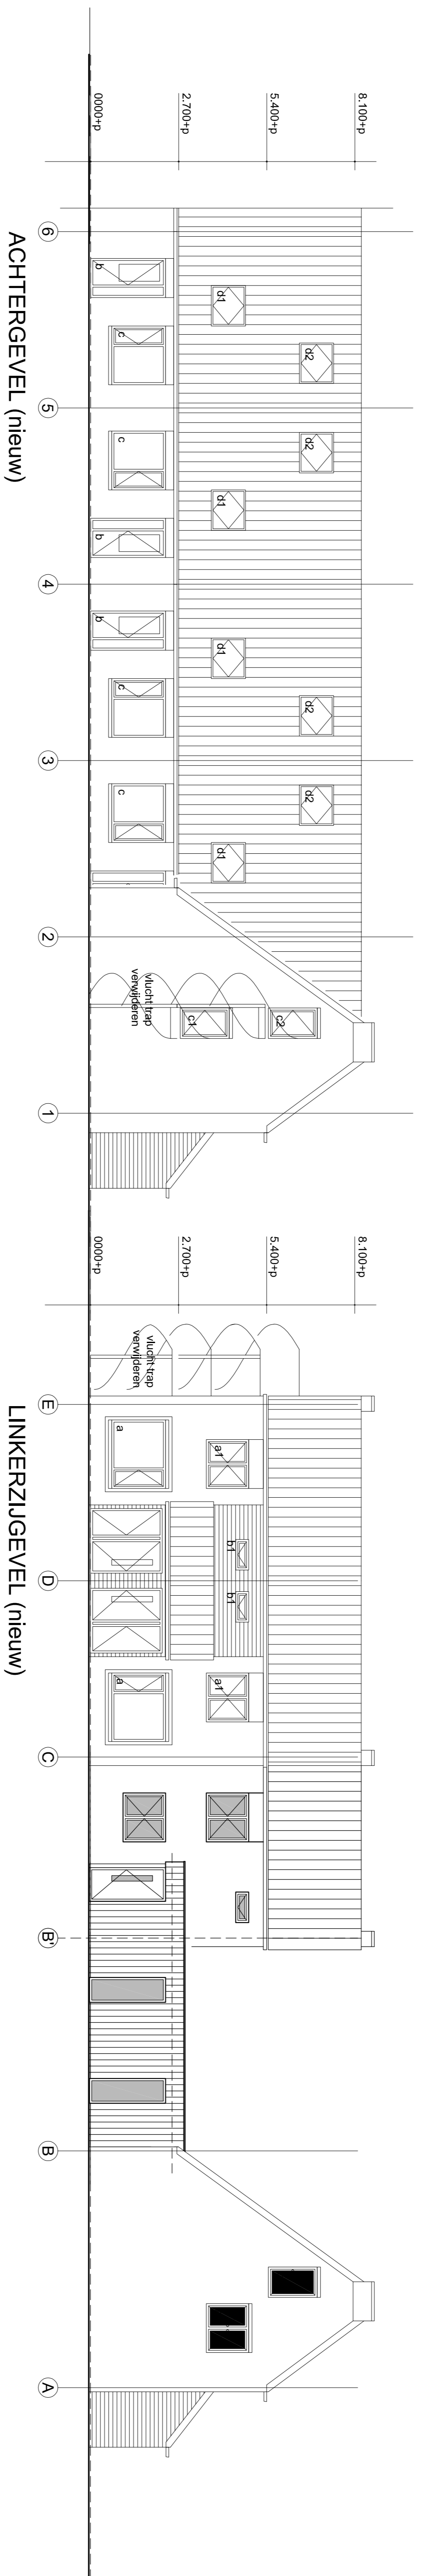 8.100+p
5.400+p
2.700+p
0000+p
d2
d2
d2
d2
d1
d1
d1
d1
c2
c1
b
c
c
b
b
c
c
vlucht trap
verwijderen
6
5
4
3
2
1
ACHTERGEVEL (nieuw)
8.100+p
5.400+p
2.700+p
0000+p
vlucht trap
verwijderen
a1
b1
b1
a1
a
a
E
D
C
B'
B
A
LINKERZIJGEVEL (nieuw)